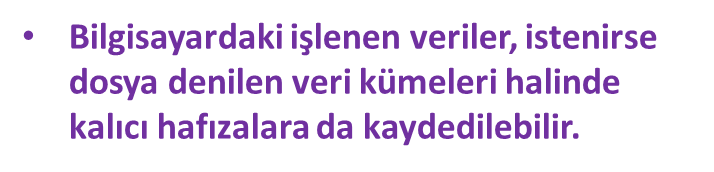 • Bilgisayardaki işlenen veriler, istenirse
dosya denilen veri kümeleri halinde
kalıcı hafızalara da kaydedilebilir.